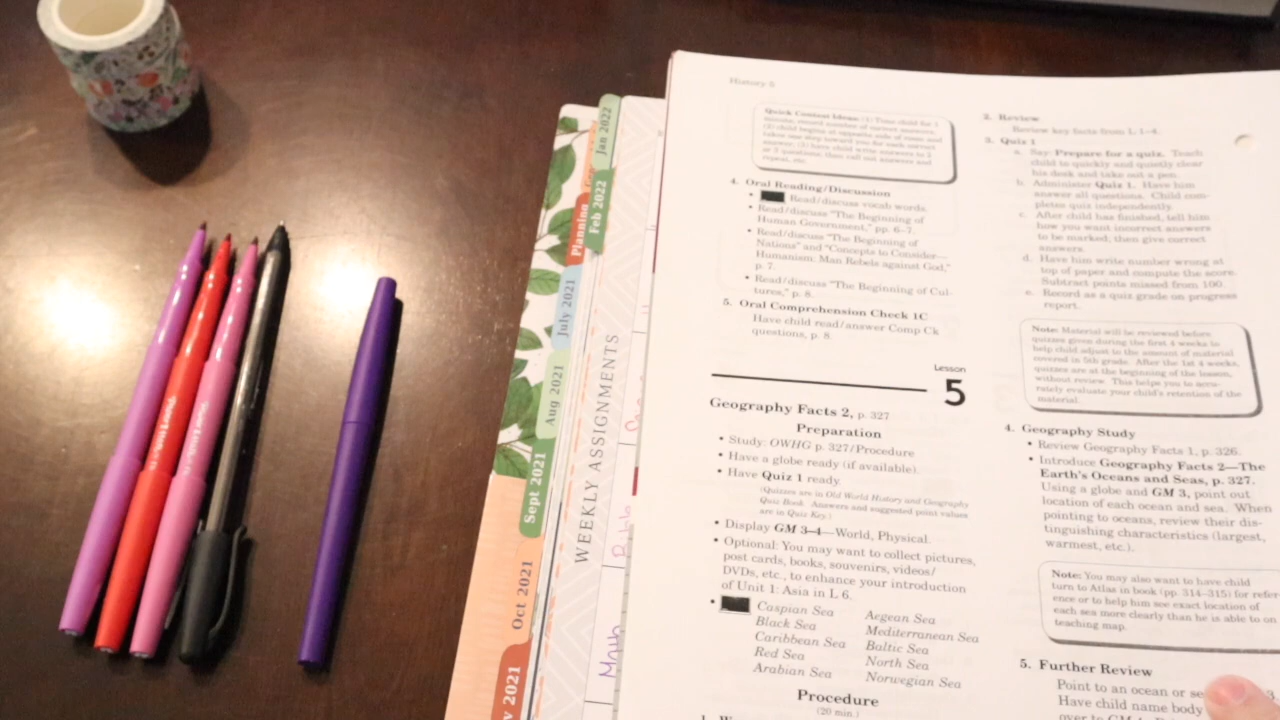 Jan 2022
Feb 2022
Planning
July 2021
Aug 2021
Sept 2021
Oct 2021
V 2021
WEEKLY ASSIGNMENTS
Math
Bible
History 5
Quick Contest Ideas: (1) Time child for 1
minute; record number of correct answers.
(2) child begins at opposite side of room and
takes one step toward you for each correct
answer; (3) have child write answers to 2
or 3 questions, then call out answers and
repeat, etc.
4. Oral Reading/Discussion
• Read/discuss vocab words.
• Read/discuss "The Beginning of
Human Government," pp. 6–7.
• Read/discuss "The Beginning of
Nations" and "Concepts to Consider—
Humanism: Man Rebels against God,"
p. 7.
• Read/discuss "The Beginning of Cul-
tures," p. 8.
5. Oral Comprehension Check 1C
Have child read/answer Comp Ck
questions, p. 8.
Lesson
5
Geography Facts 2, p. 327
Preparation
• Study: OWHG p. 327/Procedure
• Have a globe ready (if available).
• Have Quiz 1 ready.
(Quizzes are in Old World History and Geography
Quiz Book. Answers and suggested point values
are in Quiz Key.)
• Display GM 3–4—World, Physical.
• Optional: You may want to collect pictures,
post cards, books, souvenirs, videos/
DVDs, etc., to enhance your introduction
of Unit 1: Asia in L 6.
• Caspian Sea Aegean Sea
Black Sea Mediterranean Sea
Caribbean Sea Baltic Sea
Red Sea North Sea
Arabian Sea Norwegian Sea
Procedure
(20 min.)
2. Review
Review key facts from L 1–4.
3. Quiz 1
a. Say: Prepare for a quiz. Teach
child to quickly and quietly clear
his desk and take out a pen.
b. Administer Quiz 1. Have him
answer all questions. Child com-
pletes quiz independently.
c. After child has finished, tell him
how you want incorrect answers
to be marked, then give correct
answers.
d. Have him write number wrong at
top of paper and compute the score.
Subtract points missed from 100.
e. Record as a quiz grade on progress
report.
Note: Material will be reviewed before
quizzes given during the first 4 weeks to
help child adjust to the amount of material
covered in 5th grade. After the 1st 4 weeks,
quizzes are at the beginning of the lesson,
without review. This helps you to accu-
rately evaluate your child's retention of the
material.
4. Geography Study
• Review Geography Facts 1, p. 326.
• Introduce Geography Facts 2—The
Earth's Oceans and Seas, p. 327.
Using a globe and GM 3, point out
location of each ocean and sea. When
pointing to oceans, review their dis-
tinguishing characteristics (largest,
warmest, etc.).
Note: You may also want to have child
turn to Atlas in book (pp. 314–315) for refer-
ence or to help him see exact location of
each sea more clearly than he is able to on
teaching map.
5. Further Review
Point to an ocean or se
Have child name body
over to GM